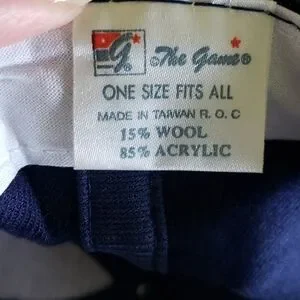 G The Game®
ONE SIZE FITS ALL
MADE IN TAIWAN R. O. C
15% WOOL
85% ACRYLIC